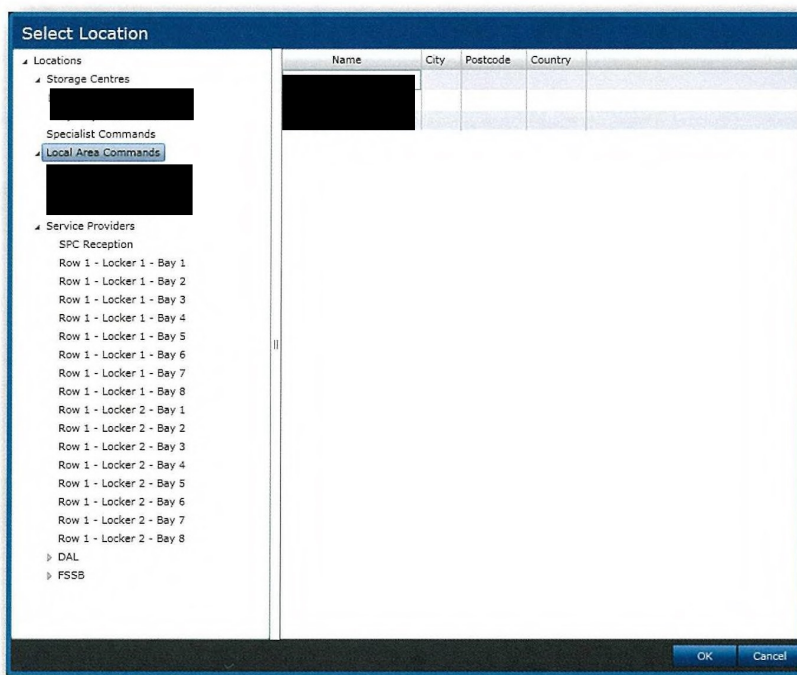 Select Location
Locations
Storage Centres
Specialist Commands
Local Area Commands
Service Providers
SPC Reception
Row 1 - Locker 1 - Bay 1
Row 1 - Locker 1 - Bay 2
Row 1 - Locker 1 - Bay 3
Row 1 - Locker 1 - Bay 4
Row 1 - Locker 1 - Bay 5
Row 1 - Locker 1 - Bay 6
Row 1 - Locker 1 - Bay 7
Row 1 - Locker 1 - Bay 8
Row 1 - Locker 2 - Bay 1
Row 1 - Locker 2 - Bay 2
Row 1 - Locker 2 - Bay 3
Row 1 - Locker 2 - Bay 4
Row 1 - Locker 2 - Bay 5
Row 1 - Locker 2 - Bay 6
Row 1 - Locker 2 - Bay 7
Row 1 - Locker 2 - Bay 8
DAL
FSSB
Name City Postcode Country
OK Cancel